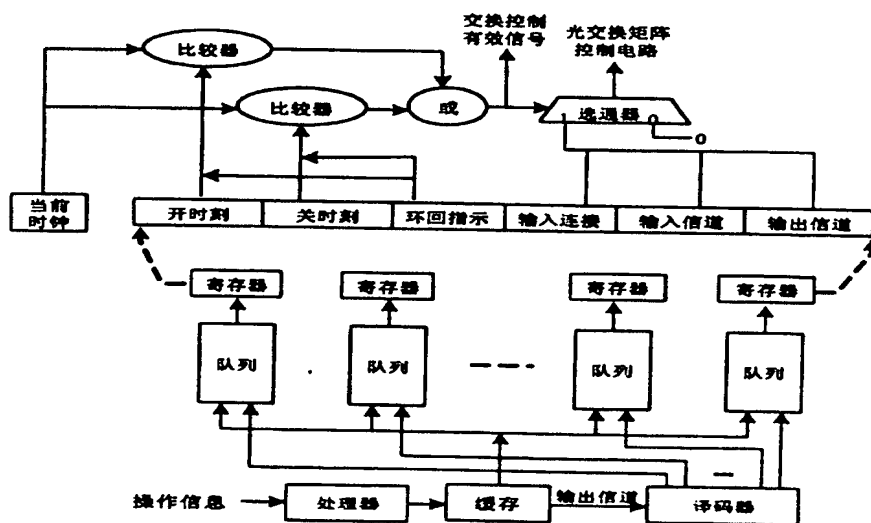 交换控制
有效信号
光交换矩阵
控制电路
比较器
比较器
或
选通器
1
0
0
当前
时钟
开时刻
关时刻
环回指示
输入连接
输入信道
输出信道
寄存器
寄存器
寄存器
寄存器
队列
队列
队列
队列
操作信息
处理器
缓存
输出信道
译码器